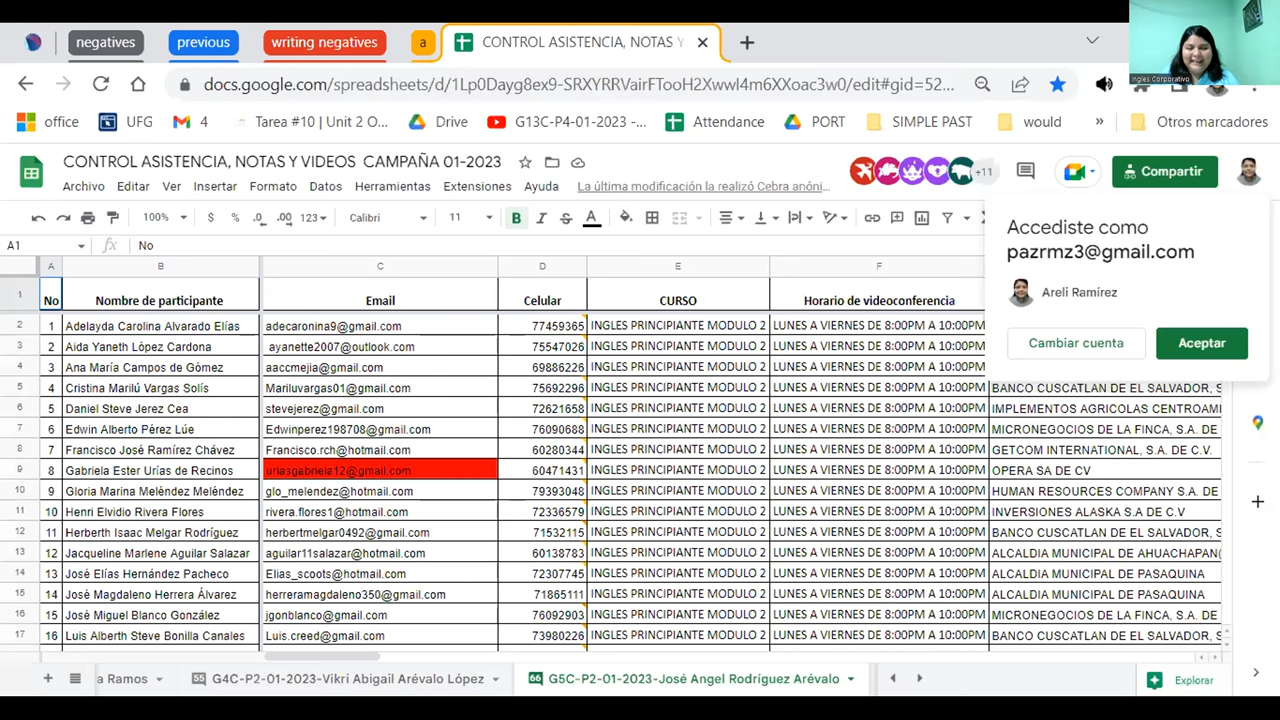 negatives previous writing negatives a CONTROL ASISTENCIA, NOTAS Y
Ingles Corporativo
docs.google.com/spreadsheets/d/1Lp0Dayg8ex9-SRXYRRVairFTooH2Xwwl4m6XXoac3w0/edit#gid=52...
office UFG 4 Tarea #10 | Unit 2 O... Drive G13C-P4-01-2023 -... Attendance PORT SIMPLE PAST would » Otros marcadores
CONTROL ASISTENCIA, NOTAS Y VIDEOS CAMPAÑA 01-2023
+11 Compartir
Archivo Editar Ver Insertar Formato Datos Herramientas Extensiones Ayuda La última modificación la realizó Cebra anóni...
100% $ % .0 .00 123 Calibri 11 B I S A
Accediste como
pazrmz3@gmail.com
Areli Ramírez
Cambiar cuenta Aceptar
A1 fx No
A B C D E F
1 No Nombre de participante Email Celular CURSO Horario de videoconferencia
2 1 Adelayda Carolina Alvarado Elías adecaronina9@gmail.com 77459365 INGLES PRINCIPIANTE MODULO 2 LUNES A VIERNES DE 8:00PM A 10:00PM
3 2 Aida Yaneth López Cardona ayanette2007@outlook.com 75547026 INGLES PRINCIPIANTE MODULO 2 LUNES A VIERNES DE 8:00PM A 10:00PM
4 3 Ana María Campos de Gómez aaccmejia@gmail.com 69886226 INGLES PRINCIPIANTE MODULO 2 LUNES A VIERNES DE 8:00PM A 10:00PM
5 4 Cristina Marilú Vargas Solís Mariluvargas01@gmail.com 75692296 INGLES PRINCIPIANTE MODULO 2 LUNES A VIERNES DE 8:00PM A 10:00PM BANCO CUSCATLAN DE EL SALVADOR, S
6 5 Daniel Steve Jerez Cea stevejerez@gmail.com 72621658 INGLES PRINCIPIANTE MODULO 2 LUNES A VIERNES DE 8:00PM A 10:00PM IMPLEMENTOS AGRICOLAS CENTROAM
7 6 Edwin Alberto Pérez Lúe Edwinperez198708@gmail.com 76090688 INGLES PRINCIPIANTE MODULO 2 LUNES A VIERNES DE 8:00PM A 10:00PM MICRONEGOCIOS DE LA FINCA, S.A. DE
8 7 Francisco José Ramírez Chávez Francisco.rch@hotmail.com 60280344 INGLES PRINCIPIANTE MODULO 2 LUNES A VIERNES DE 8:00PM A 10:00PM GETCOM INTERNATIONAL, S.A. DE C.V.
9 8 Gabriela Ester Urías de Recinos uriasgabriela12@gmail.com 60471431 INGLES PRINCIPIANTE MODULO 2 LUNES A VIERNES DE 8:00PM A 10:00PM OPERA SA DE CV
10 9 Gloria Marina Meléndez Meléndez glo_melendez@hotmail.com 79393048 INGLES PRINCIPIANTE MODULO 2 LUNES A VIERNES DE 8:00PM A 10:00PM HUMAN RESOURCES COMPANY S.A. DE
11 10 Henri Elvidio Rivera Flores rivera.flores1@hotmail.com 72336579 INGLES PRINCIPIANTE MODULO 2 LUNES A VIERNES DE 8:00PM A 10:00PM INVERSIONES ALASKA S.A DE C.V
12 11 Herberth Isaac Melgar Rodríguez herbertmelgar0492@gmail.com 71532115 INGLES PRINCIPIANTE MODULO 2 LUNES A VIERNES DE 8:00PM A 10:00PM BANCO CUSCATLAN DE EL SALVADOR, S
13 12 Jacqueline Marlene Aguilar Salazar aguilar11salazar@hotmail.com 60138783 INGLES PRINCIPIANTE MODULO 2 LUNES A VIERNES DE 8:00PM A 10:00PM ALCALDIA MUNICIPAL DE AHUACHAPAN(
14 13 José Elías Hernández Pacheco Elias_scoots@hotmail.com 72307745 INGLES PRINCIPIANTE MODULO 2 LUNES A VIERNES DE 8:00PM A 10:00PM ALCALDIA MUNICIPAL DE PASAQUINA
15 14 José Magdaleno Herrera Álvarez herreramagdaleno350@gmail.com 71865111 INGLES PRINCIPIANTE MODULO 2 LUNES A VIERNES DE 8:00PM A 10:00PM ALCALDIA MUNICIPAL DE PASAQUINA
16 15 José Miguel Blanco González jgonblanco@gmail.com 76092903 INGLES PRINCIPIANTE MODULO 2 LUNES A VIERNES DE 8:00PM A 10:00PM MICRONEGOCIOS DE LA FINCA, S.A. DE
17 16 Luis Alberth Steve Bonilla Canales Luis.creed@gmail.com 73980226 INGLES PRINCIPIANTE MODULO 2 LUNES A VIERNES DE 8:00PM A 10:00PM BANCO CUSCATLAN DE EL SALVADOR, S
a Ramos 55 G4C-P2-01-2023-Vikri Abigail Arévalo López 66 G5C-P2-01-2023-José Angel Rodríguez Arévalo Explorar